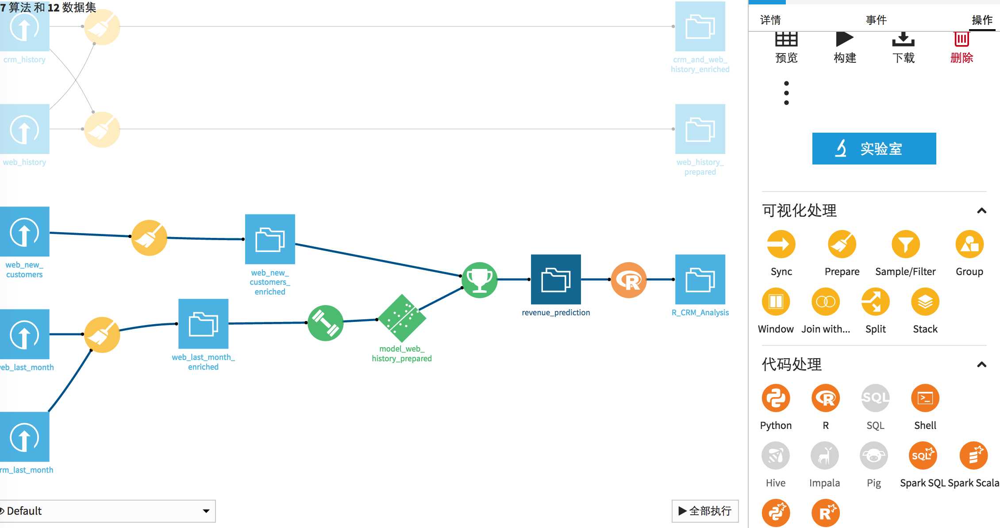 7 算法 和 12 数据集
crm_history
crm_and_web_
history_enriched
web_history
web_history_
prepared
web_new_
customers
web_new_
customers_
enriched
revenue_prediction
R_CRM_Analysis
eb_last_month
web_last_month_
enriched
model_web_
history_prepared
rm_last_month
Default
全部执行
详情 事件 操作
预览 构建 下载 删除
实验室
可视化处理
Sync Prepare Sample/Filter Group
Window Join with... Split Stack
代码处理
SQL
Python R SQL Shell
SQL
Hive Impala Pig Spark SQL Spark Scala
R